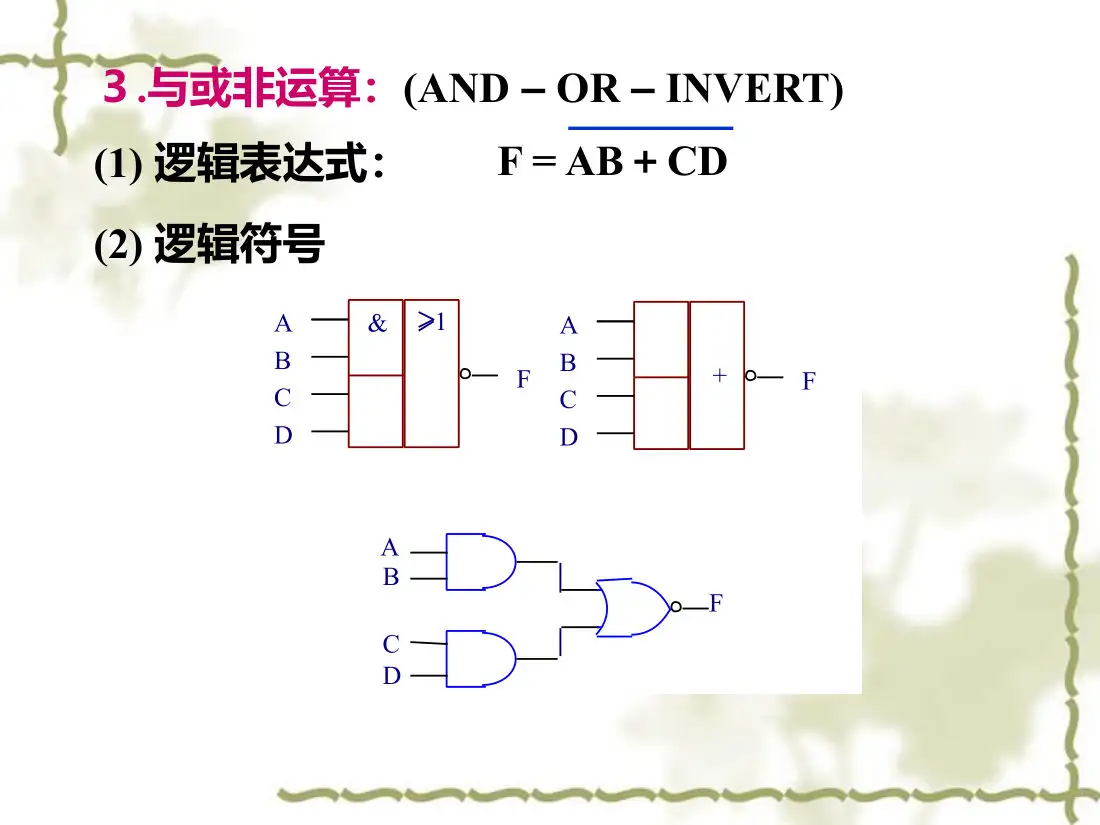 ３.与或非运算：(AND – OR – INVERT)
(1) 逻辑表达式：　F = AB + CD
(2) 逻辑符号
A & ⩾1 A
B B
C F C + F
D D
A
B
F
C
D